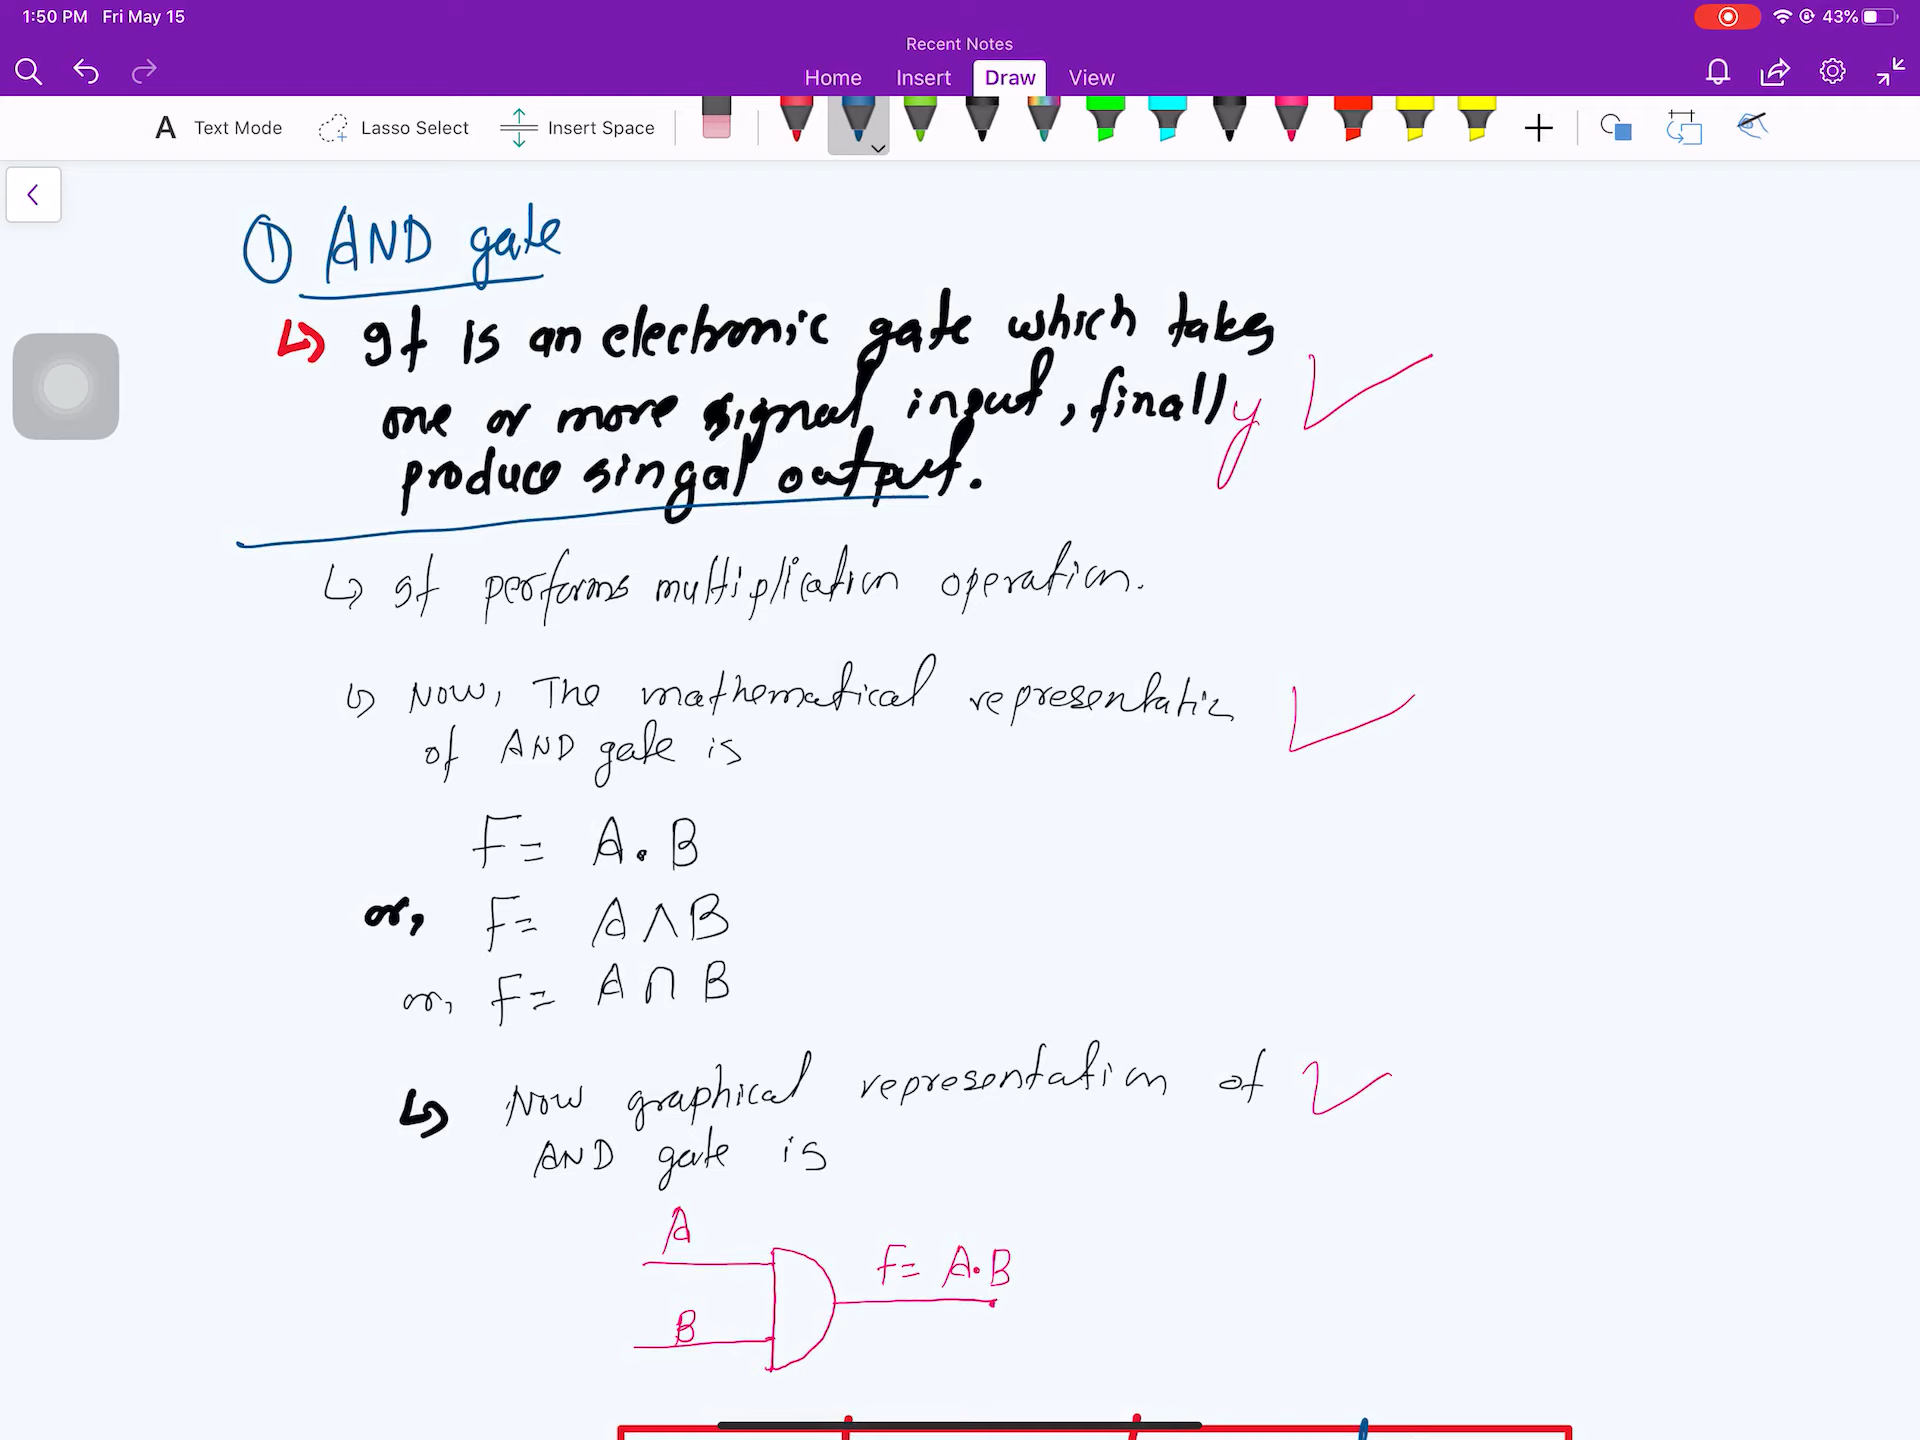 1:50 PM Fri May 15
43%
Recent Notes
Home Insert Draw View
A Text Mode Lasso Select Insert Space
① AND gate
↳ It is an electronic gate which takes
one or more signal input, finally
produce singal output.
↳ It performs multiplication operation.
↳ Now, The mathematical representation
of AND gate is
F = A . B
or, F = A ∧ B
or, F = A ∩ B
↳ Now graphical representation of
AND gate is
A
F = A.B
B